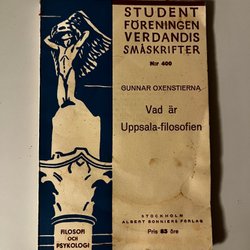 STUDENT
FÖRENINGEN
VERDANDIS
SMÅSKRIFTER
N:r 400
GUNNAR OXENSTIERNA
Vad är
Uppsala-filosofien
STOCKHOLM
ALBERT BONNIERS FÖRLAG
Pris 85 öre
FILOSOFI
OCH
PSYKOLOGI